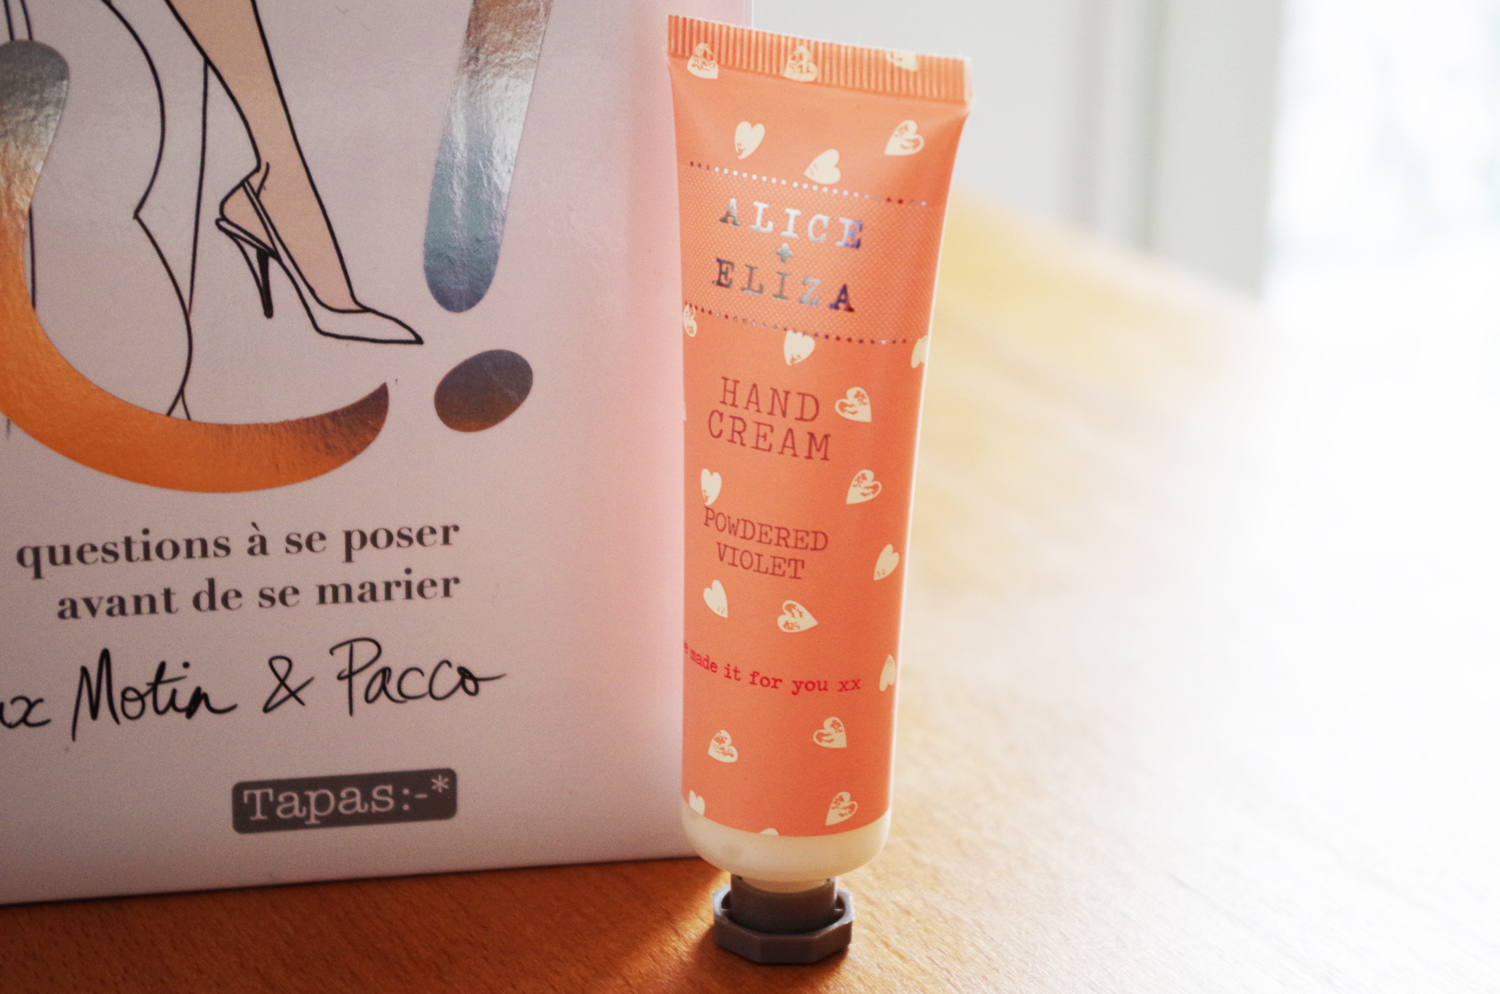 questions à se poser
avant de se marier
Motin & Pacco
Tapas:-*
ALICE
+
ELIZA
HAND
CREAM
POWDERED
VIOLET
made it for you xx